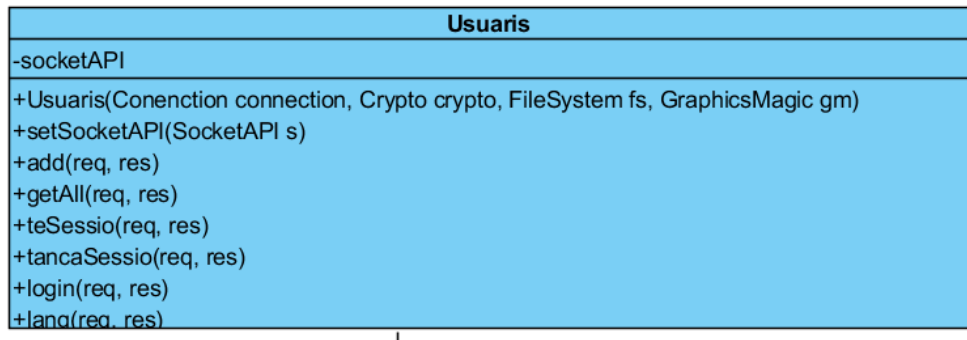 Usuaris
-socketAPI
+Usuaris(Conenction connection, Crypto crypto, FileSystem fs, GraphicsMagic gm)
+setSocketAPI(SocketAPI s)
+add(req, res)
+getAll(req, res)
+teSessio(req, res)
+tancaSessio(req, res)
+login(req, res)
+lang(req, res)